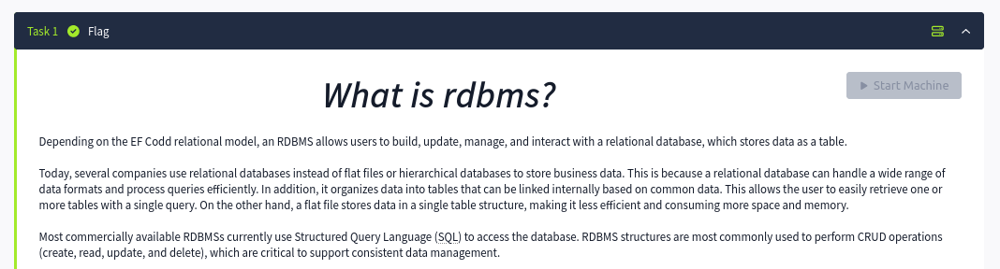 Task 1 Flag
What is rdbms?
Start Machine
Depending on the EF Codd relational model, an RDBMS allows users to build, update, manage, and interact with a relational database, which stores data as a table.
Today, several companies use relational databases instead of flat files or hierarchical databases to store business data. This is because a relational database can handle a wide range of
data formats and process queries efficiently. In addition, it organizes data into tables that can be linked internally based on common data. This allows the user to easily retrieve one or
more tables with a single query. On the other hand, a flat file stores data in a single table structure, making it less efficient and consuming more space and memory.
Most commercially available RDBMSs currently use Structured Query Language (SQL) to access the database. RDBMS structures are most commonly used to perform CRUD operations
(create, read, update, and delete), which are critical to support consistent data management.